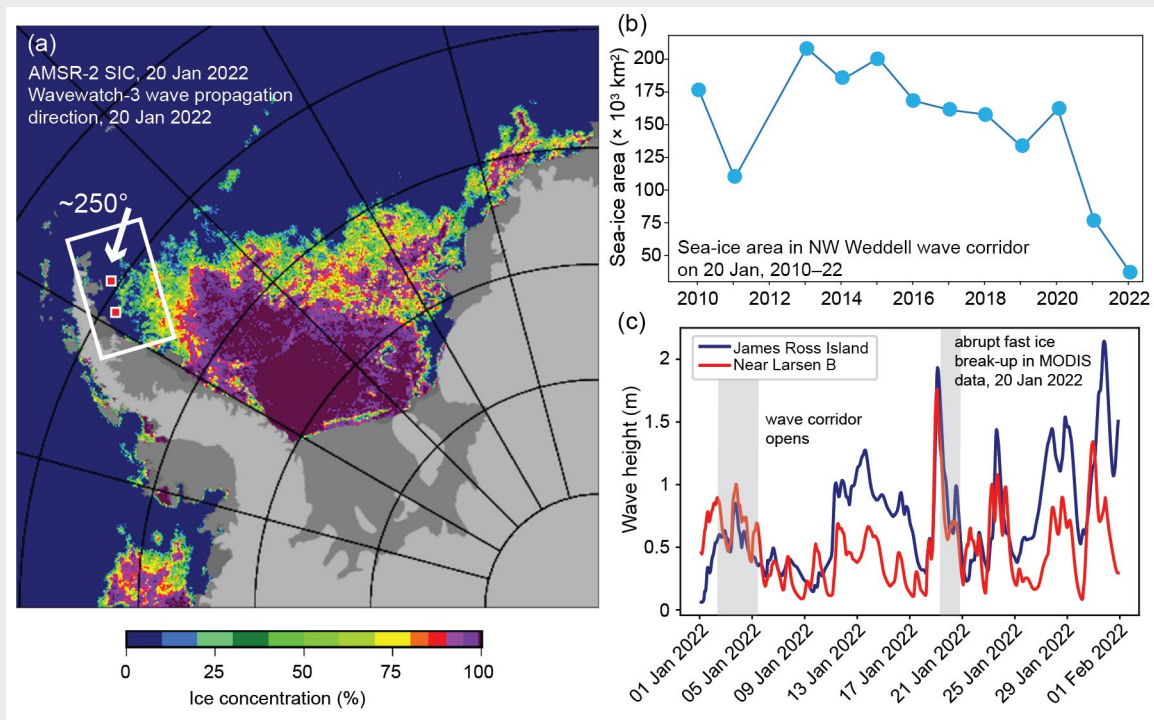 (a)
AMSR-2 SIC, 20 Jan 2022
Wavewatch-3 wave propagation
direction, 20 Jan 2022
~250°
0 25 50 75 100
Ice concentration (%)
(b)
Sea-ice area (× 10³ km²)
200
175
150
125
100
75
50
Sea-ice area in NW Weddell wave corridor
on 20 Jan, 2010–22
2010 2011 2012 2013 2014 2016 2018 2020 2022
(c)
Wave height (m)
2
1.5
1
0.5
0
James Ross Island
Near Larsen B
wave corridor
opens
abrupt fast ice
break-up in MODIS
data, 20 Jan 2022
01 Jan 2022
05 Jan 2022
09 Jan 2022
13 Jan 2022
17 Jan 2022
21 Jan 2022
25 Jan 2022
29 Jan 2022
01 Feb 2022